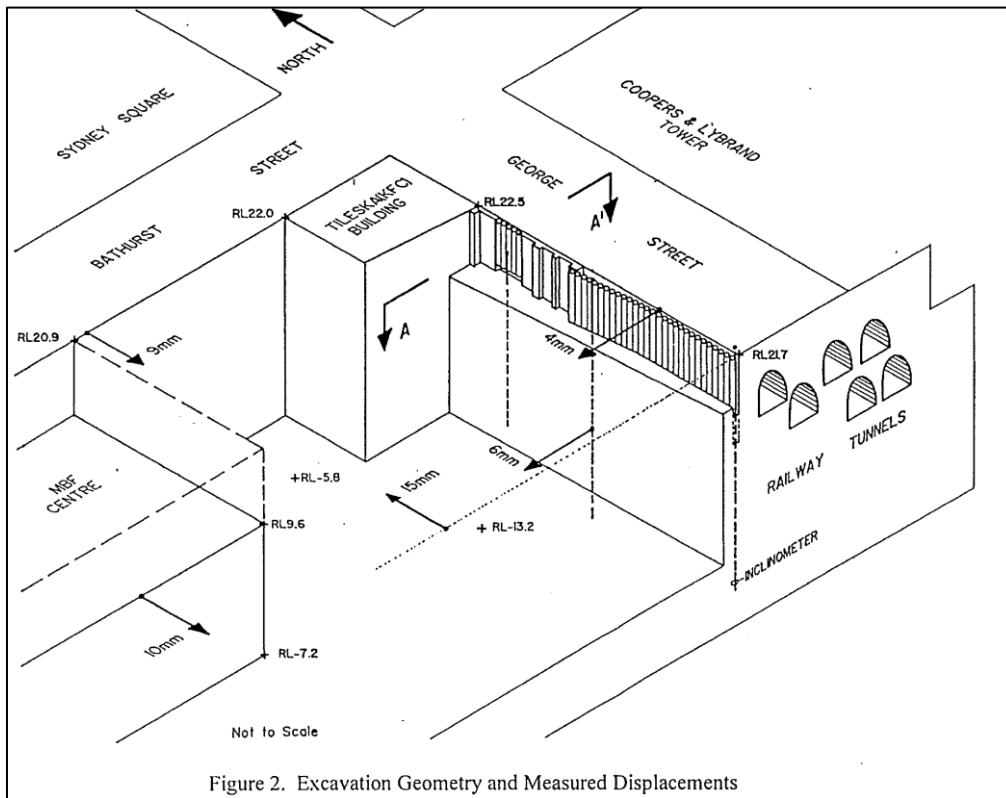 NORTH
SYDNEY SQUARE
COOPERS & LYBRAND
TOWER
STREET
GEORGE
TILESKA(KFC)
BUILDING
RL22.5
RL22.0
A'
BATHURST
STREET
A
RL20.9
9mm
4mm
RL21.7
RAILWAY TUNNELS
6mm
MBF
CENTRE
RL-5.8
15mm
RL9.6
RL-13.2
INCLINOMETER
10mm
RL-7.2
Not to Scale
Figure 2. Excavation Geometry and Measured Displacements